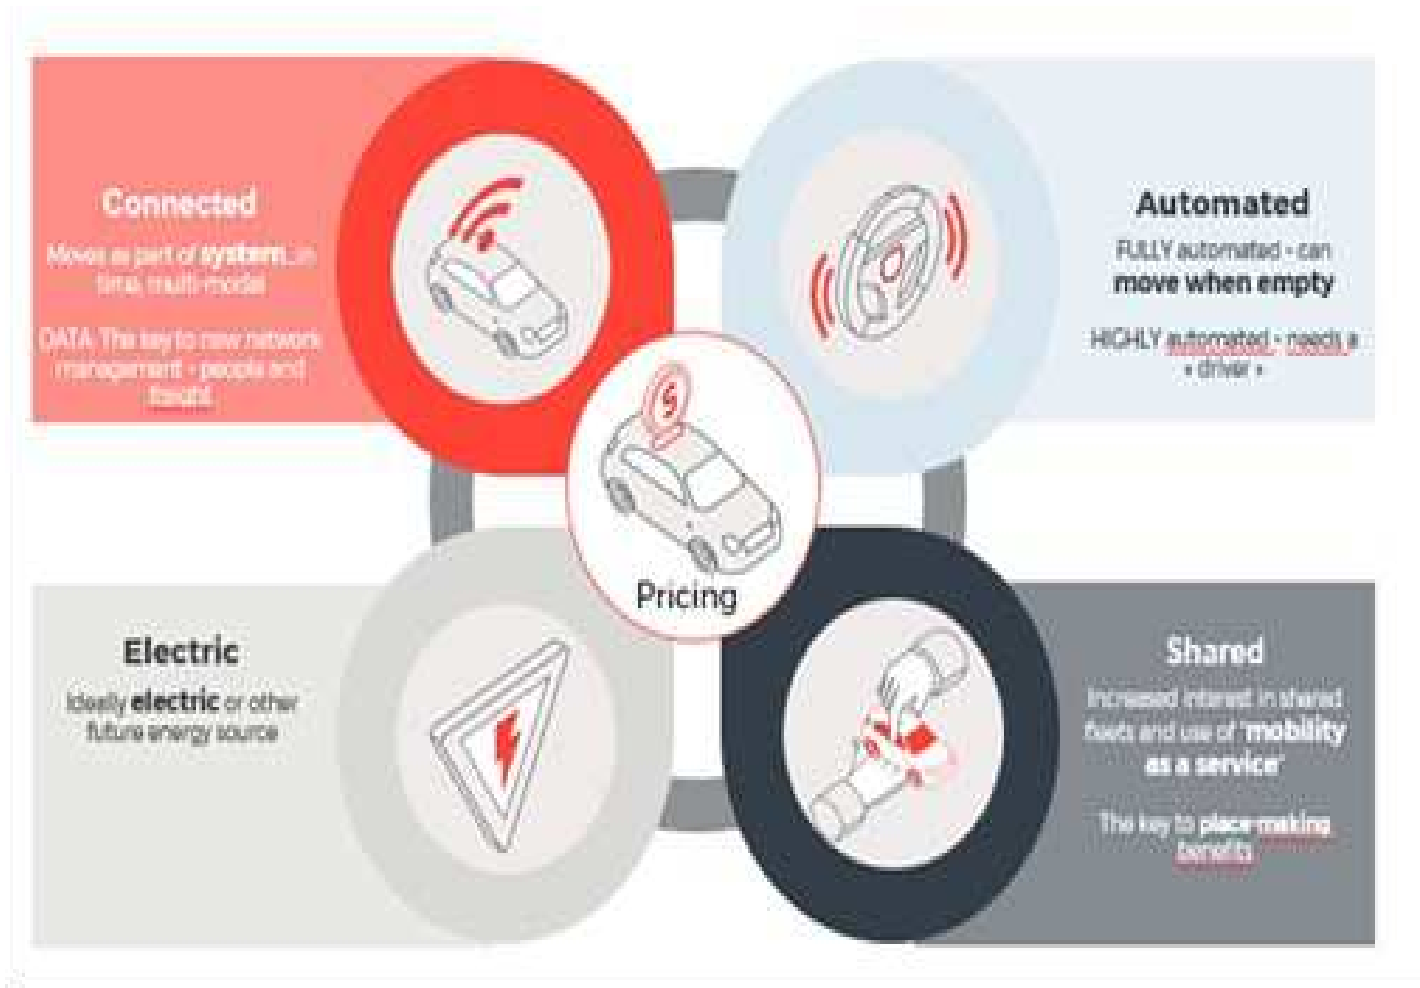 Connected
Moves as part of system, in
time, multi-modal
DATA: The key to new network
management - people and
freight
Automated
FULLY automated - can
move when empty
HIGHLY automated - needs a
« driver »
Pricing
Electric
Ideally electric or other
future energy source
Shared
Increased interest in shared
fleets and use of "mobility
as a service"
The key to place-making
benefits